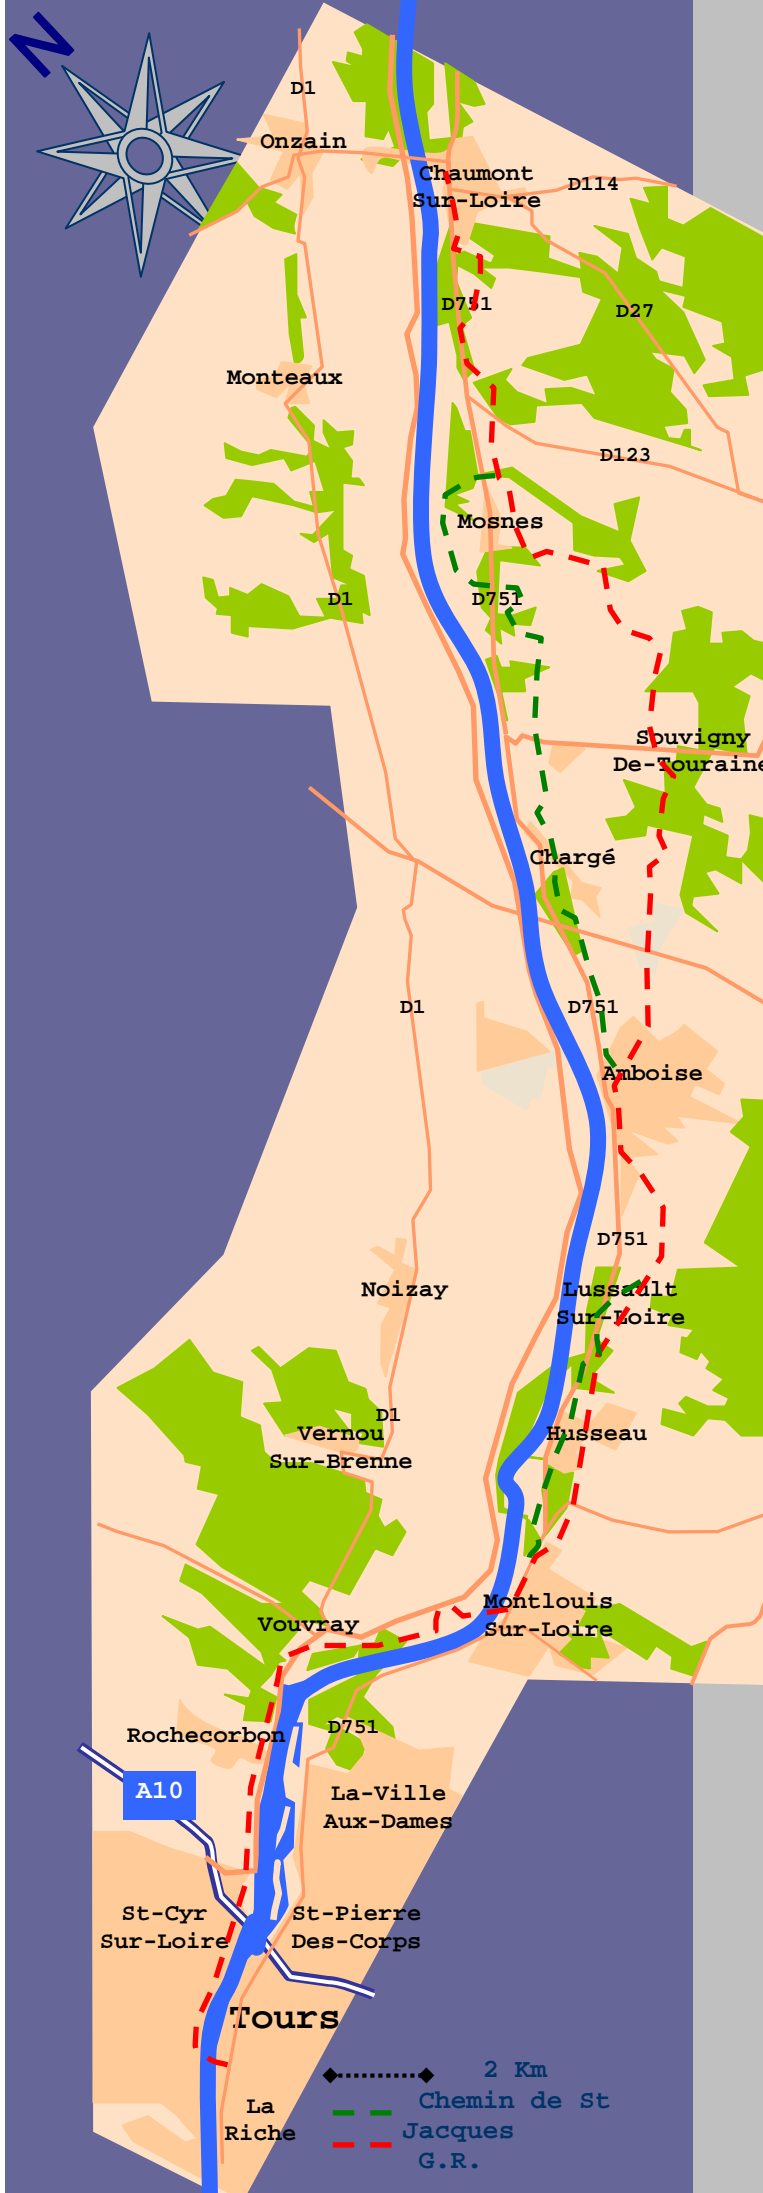 N
D1
Onzain
Chaumont
Sur-Loire
D114
D751
D27
Monteaux
D123
Mosnes
D1
D751
Souvigny
De-Touraine
Chargé
D1
D751
Amboise
D751
Noizay
Lussault
Sur-Loire
D1
Vernou
Sur-Brenne
Husseau
Montlouis
Sur-Loire
Vouvray
Rochecorbon
D751
A10
La-Ville
Aux-Dames
St-Cyr
Sur-Loire
St-Pierre
Des-Corps
Tours
2 Km
Chemin de St
Jacques
G.R.
La
Riche